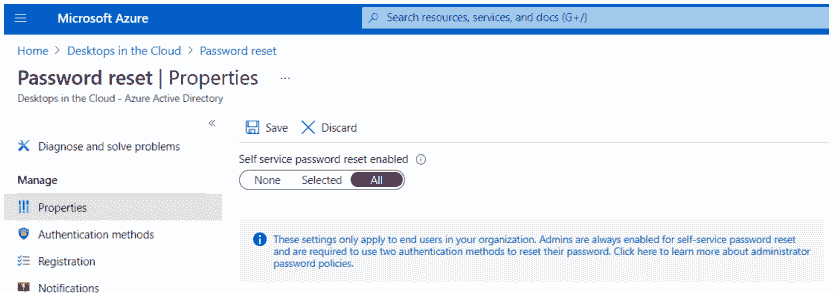 Microsoft Azure
Search resources, services, and docs (G+/)
Home > Desktops in the Cloud > Password reset
Password reset | Properties ...
Desktops in the Cloud - Azure Active Directory
«
Save Discard
Diagnose and solve problems
Self service password reset enabled
None Selected All
Manage
Properties
Authentication methods
Registration
Notifications
These settings only apply to end users in your organization. Admins are always enabled for self-service password reset
and are required to use two authentication methods to reset their password. Click here to learn more about administrator
password policies.